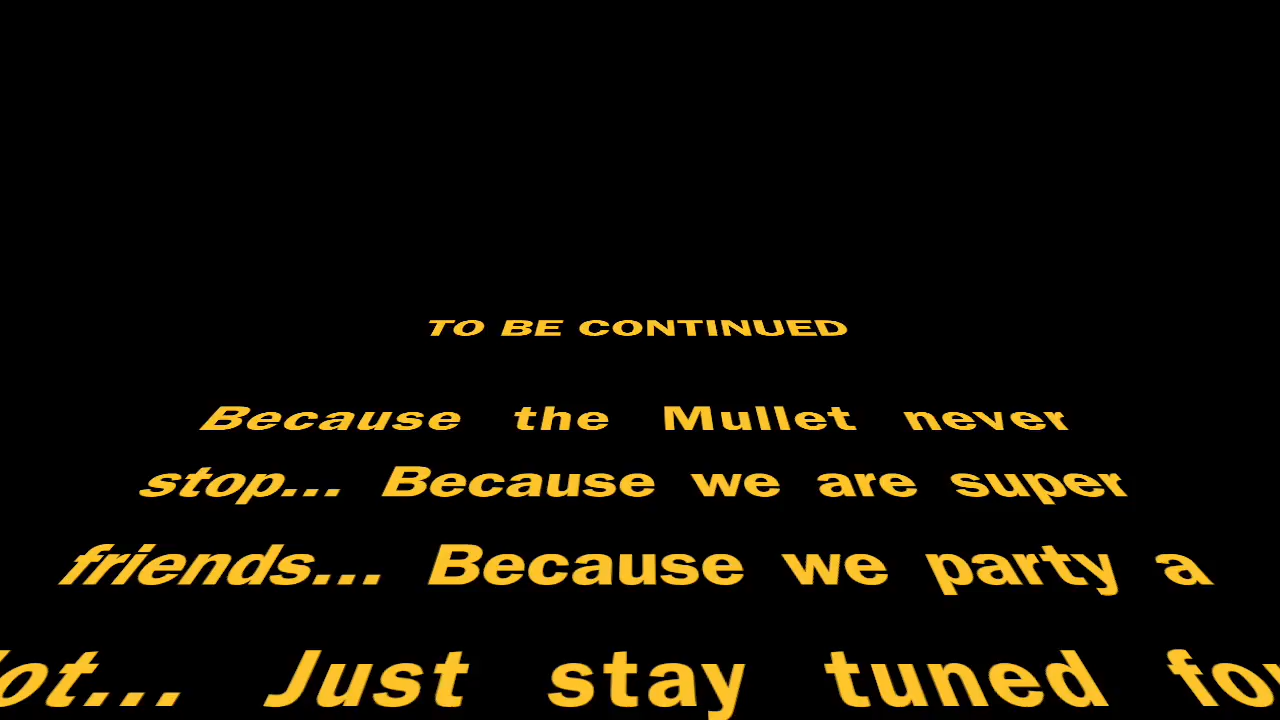 TO BE CONTINUED
Because the Mullet never
stop... Because we are super
friends... Because we party a
lot... Just stay tuned for